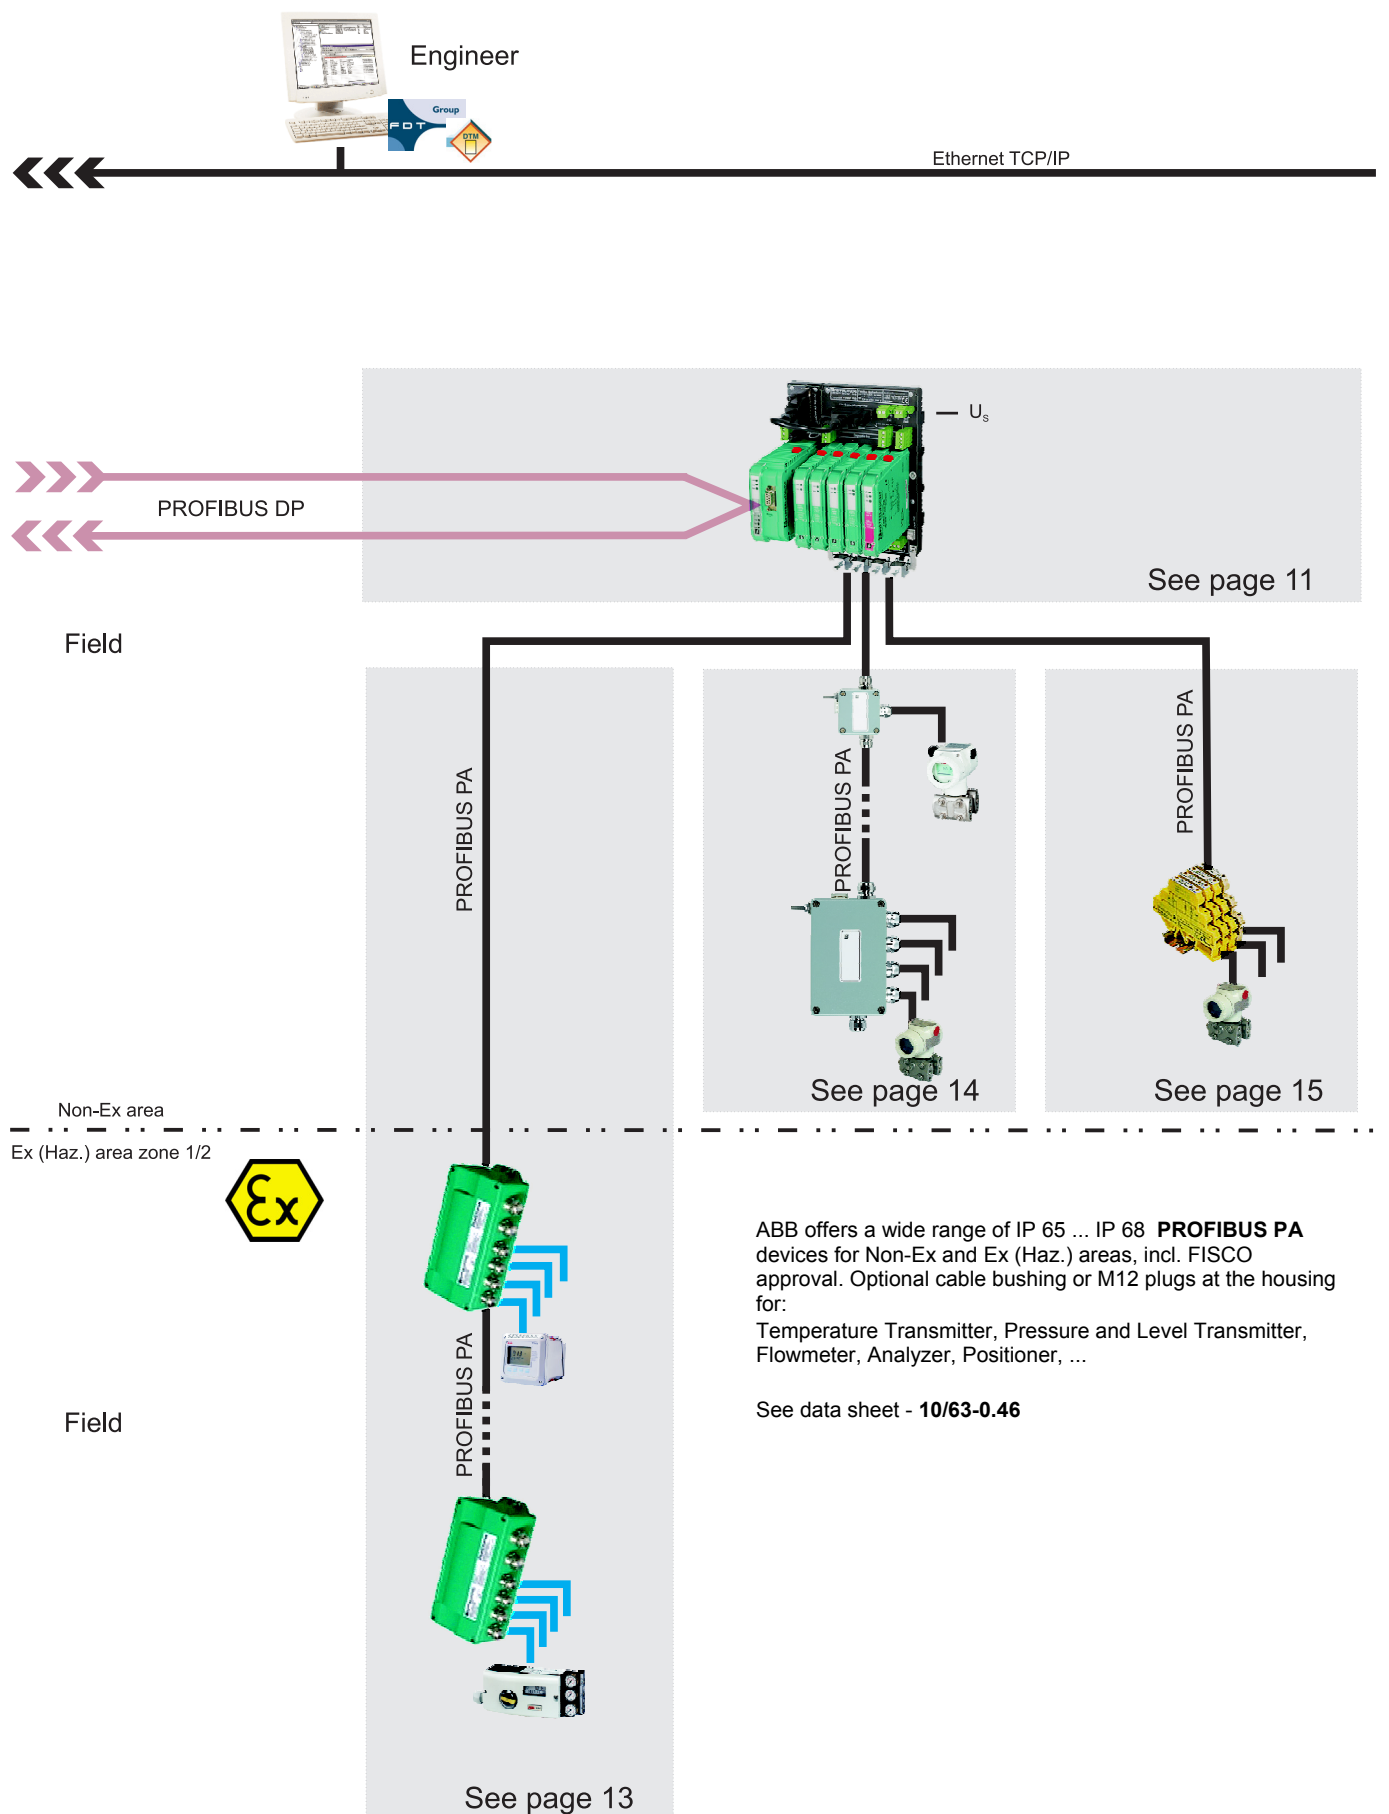 Engineer
FDT
Group
DTM
Ethernet TCP/IP
Us
PROFIBUS DP
See page 11
Field
PROFIBUS PA
PROFIBUS PA
PROFIBUS PA
See page 14
See page 15
Non-Ex area
Ex (Haz.) area zone 1/2
Ex
ABB offers a wide range of IP 65 ... IP 68 PROFIBUS PA
devices for Non-Ex and Ex (Haz.) areas, incl. FISCO
approval. Optional cable bushing or M12 plugs at the housing
for:
Temperature Transmitter, Pressure and Level Transmitter,
Flowmeter, Analyzer, Positioner, ...
PROFIBUS PA
Field
See data sheet - 10/63-0.46
See page 13